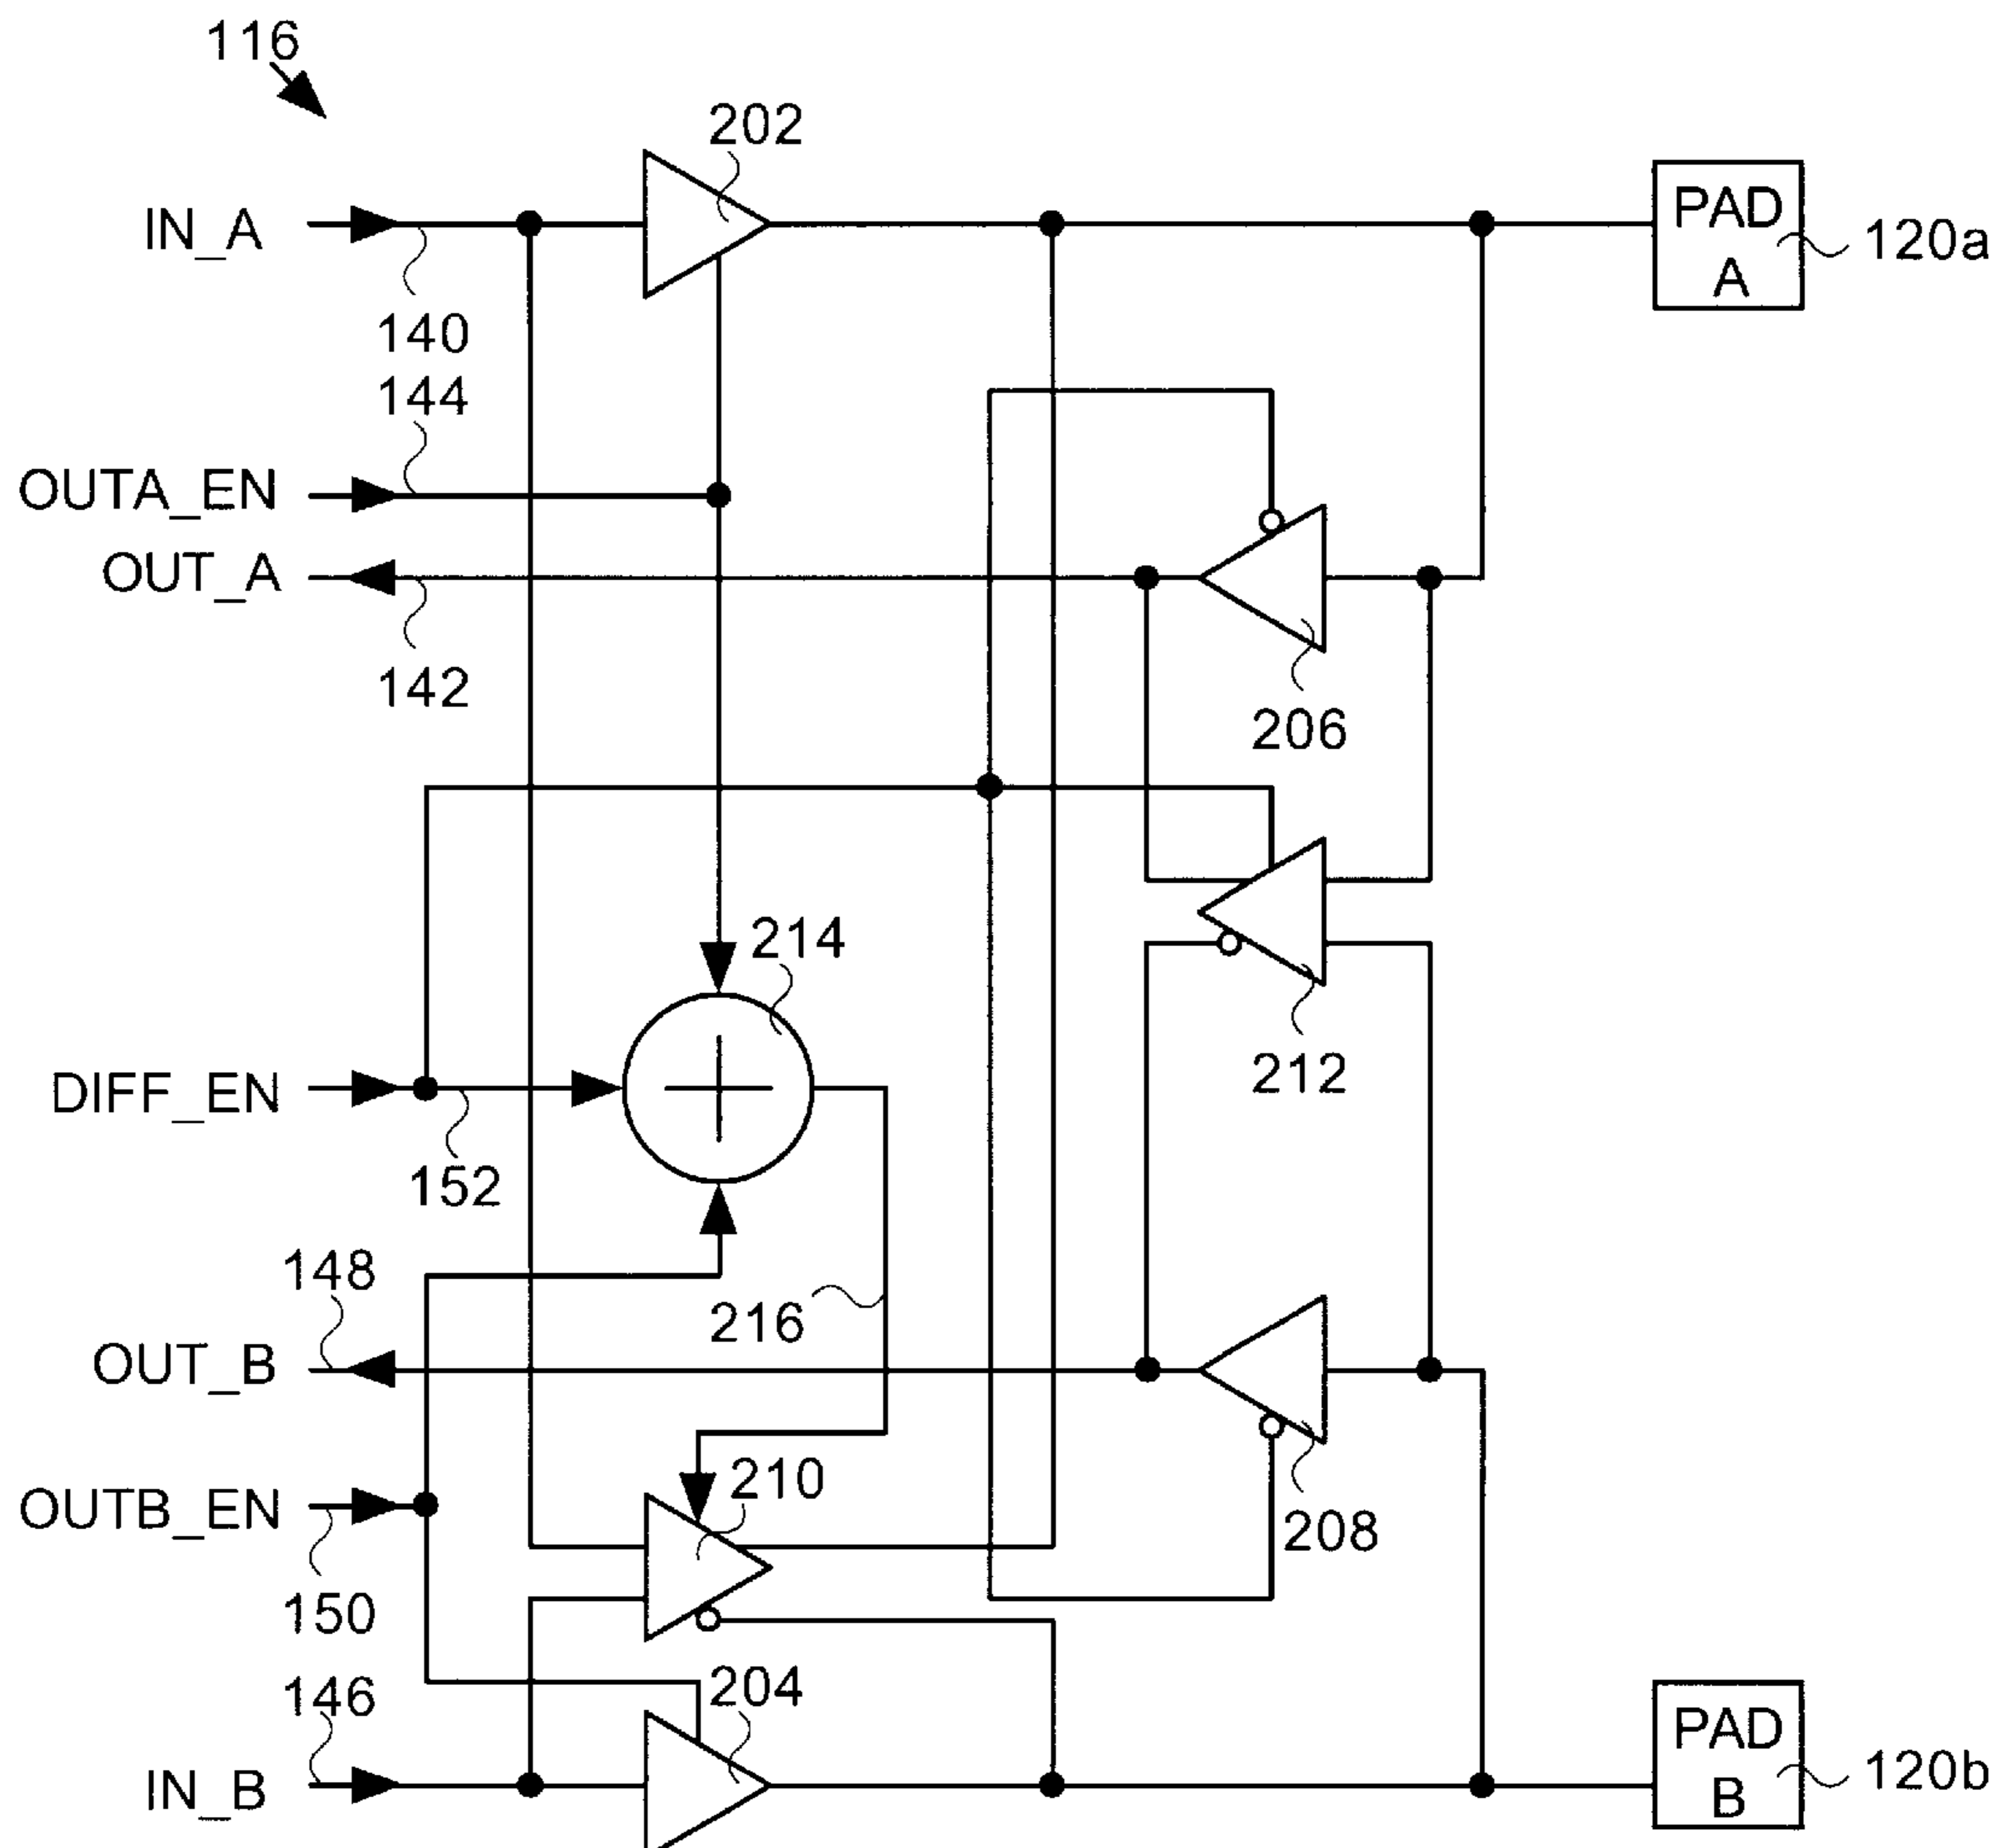 116
202
IN_A
PAD
A
120a
140
144
OUTA_EN
OUT_A
142
206
214
DIFF_EN
212
152
148
216
OUT_B
210
OUTB_EN
208
150
146
204
IN_B
PAD
B
120b